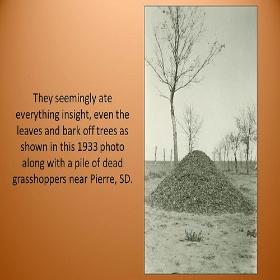 They seemingly ate
everything insight, even the
leaves and bark off trees as
shown in this 1933 photo
along with a pile of dead
grasshoppers near Pierre, SD.